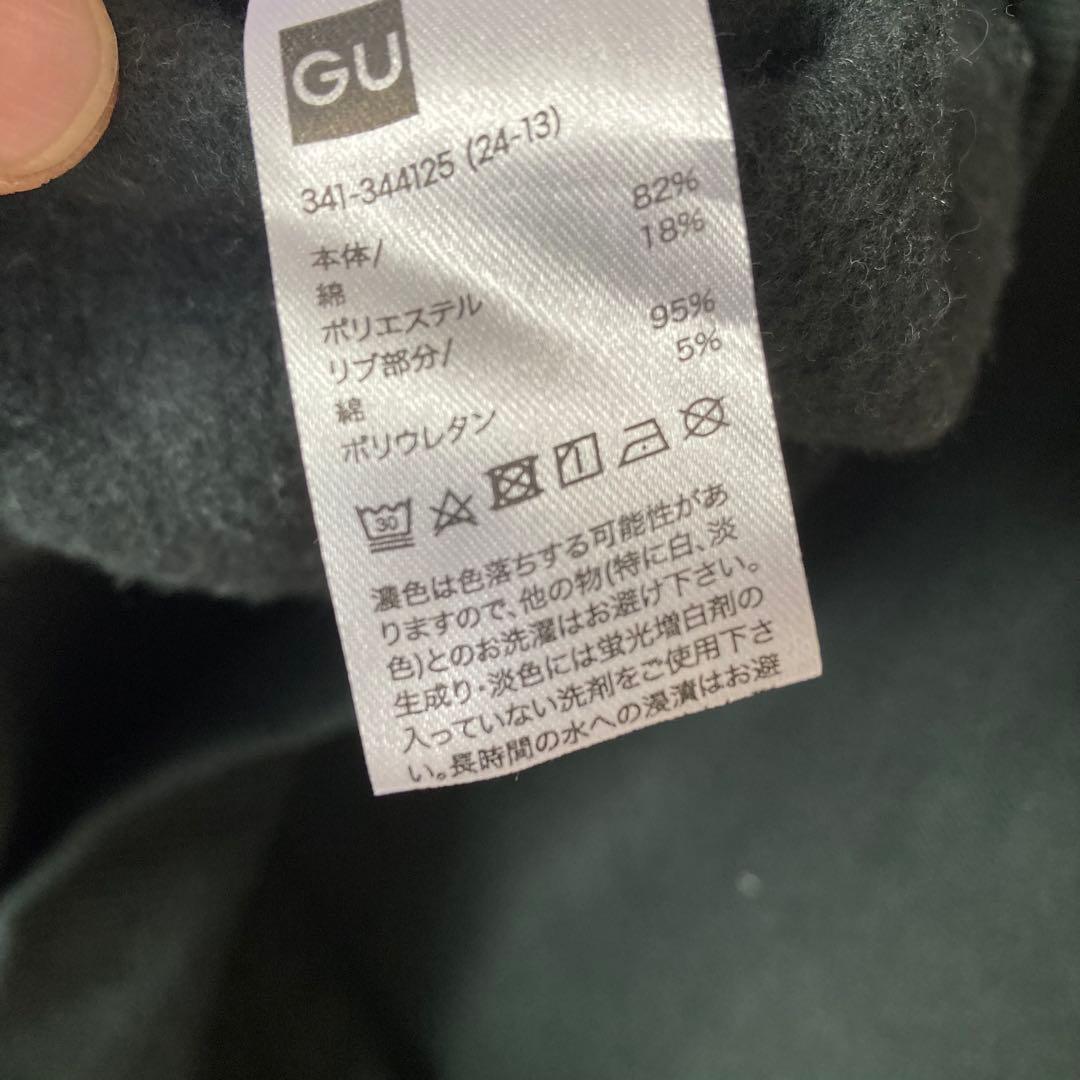 GU
341-344125 (24-13)
本体/
綿 82%
ポリエステル 18%
リブ部分/
綿 95%
ポリウレタン 5%
30
濃色は色落ちする可能性があ
りますので、他の物(特に白、淡
色)とのお洗濯はお避け下さい。
生成り・淡色には蛍光増白剤の
入っていない洗剤をご使用下さ
い。長時間の水への浸漬はお避